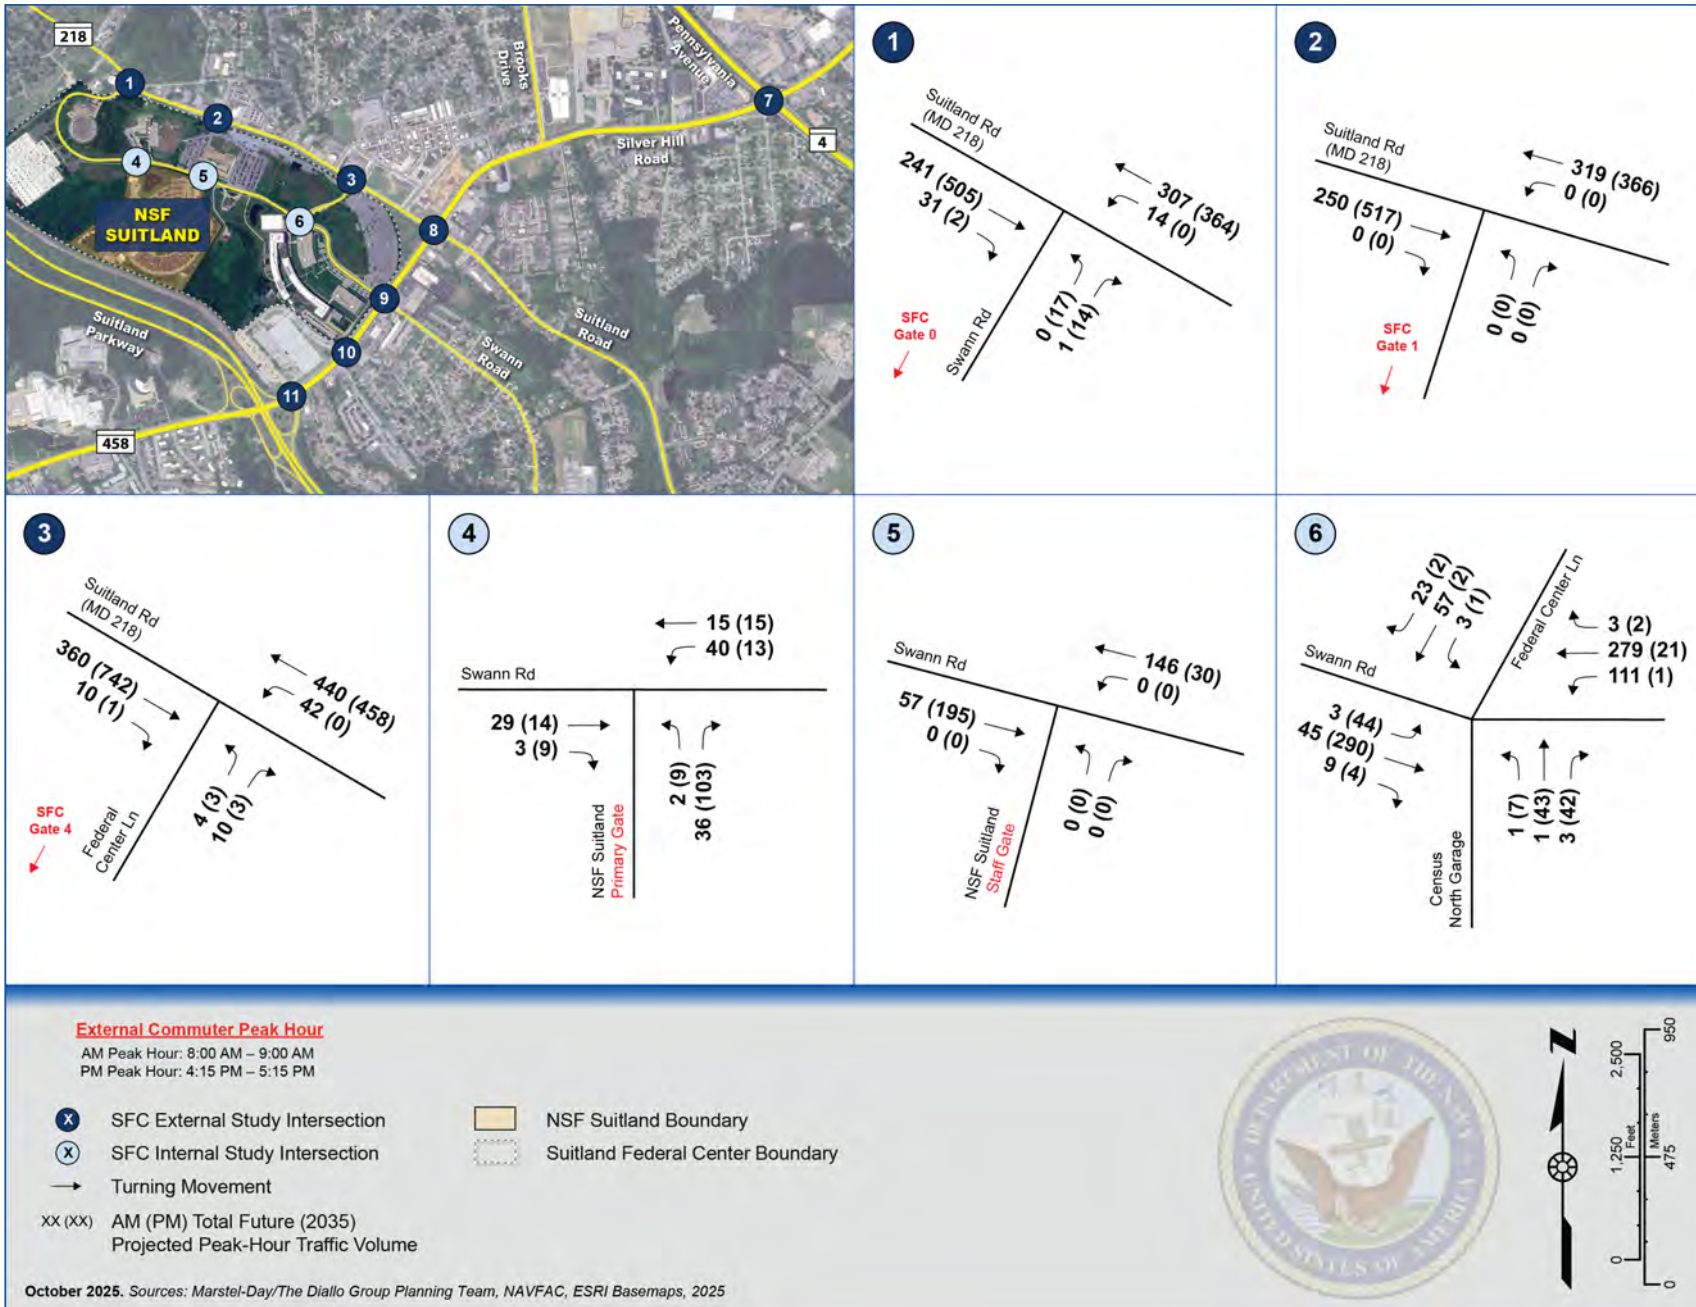 218
1
2
3
4
5
6
7
8
9
10
11
4
458
Brooks
Drive
Pennsylvania
Avenue
Silver Hill
Road
NSF
SUITLAND
Suitland
Parkway
Swann
Road
Suitland
Road
1
Suitland Rd
(MD 218)
241 (505)
31 (2)
307 (364)
14 (0)
0 (17)
1 (14)
SFC
Gate 0
Swann Rd
2
Suitland Rd
(MD 218)
250 (517)
0 (0)
319 (366)
0 (0)
0 (0)
0 (0)
SFC
Gate 1
3
Suitland Rd
(MD 218)
360 (742)
10 (1)
440 (458)
42 (0)
4 (3)
10 (3)
SFC
Gate 4
Federal
Center Ln
4
15 (15)
40 (13)
Swann Rd
29 (14)
3 (9)
2 (9)
36 (103)
NSF Suitland
Primary Gate
5
Swann Rd
146 (30)
0 (0)
57 (195)
0 (0)
0 (0)
0 (0)
NSF Suitland
Staff Gate
6
23 (2)
57 (2)
3 (1)
Federal Center Ln
3 (2)
279 (21)
111 (1)
Swann Rd
3 (44)
45 (290)
9 (4)
1 (7)
1 (43)
3 (42)
Census
North Garage
External Commuter Peak Hour
AM Peak Hour: 8:00 AM – 9:00 AM
PM Peak Hour: 4:15 PM – 5:15 PM
X SFC External Study Intersection
X SFC Internal Study Intersection
Turning Movement
XX (XX) AM (PM) Total Future (2035)
Projected Peak-Hour Traffic Volume
NSF Suitland Boundary
Suitland Federal Center Boundary
DEPARTMENT OF THE NAVY
UNITED STATES OF AMERICA
N
2,500
1,250
0
Feet
Meters
950
475
0
October 2025. Sources: Marstel-Day/The Diallo Group Planning Team, NAVFAC, ESRI Basemaps, 2025